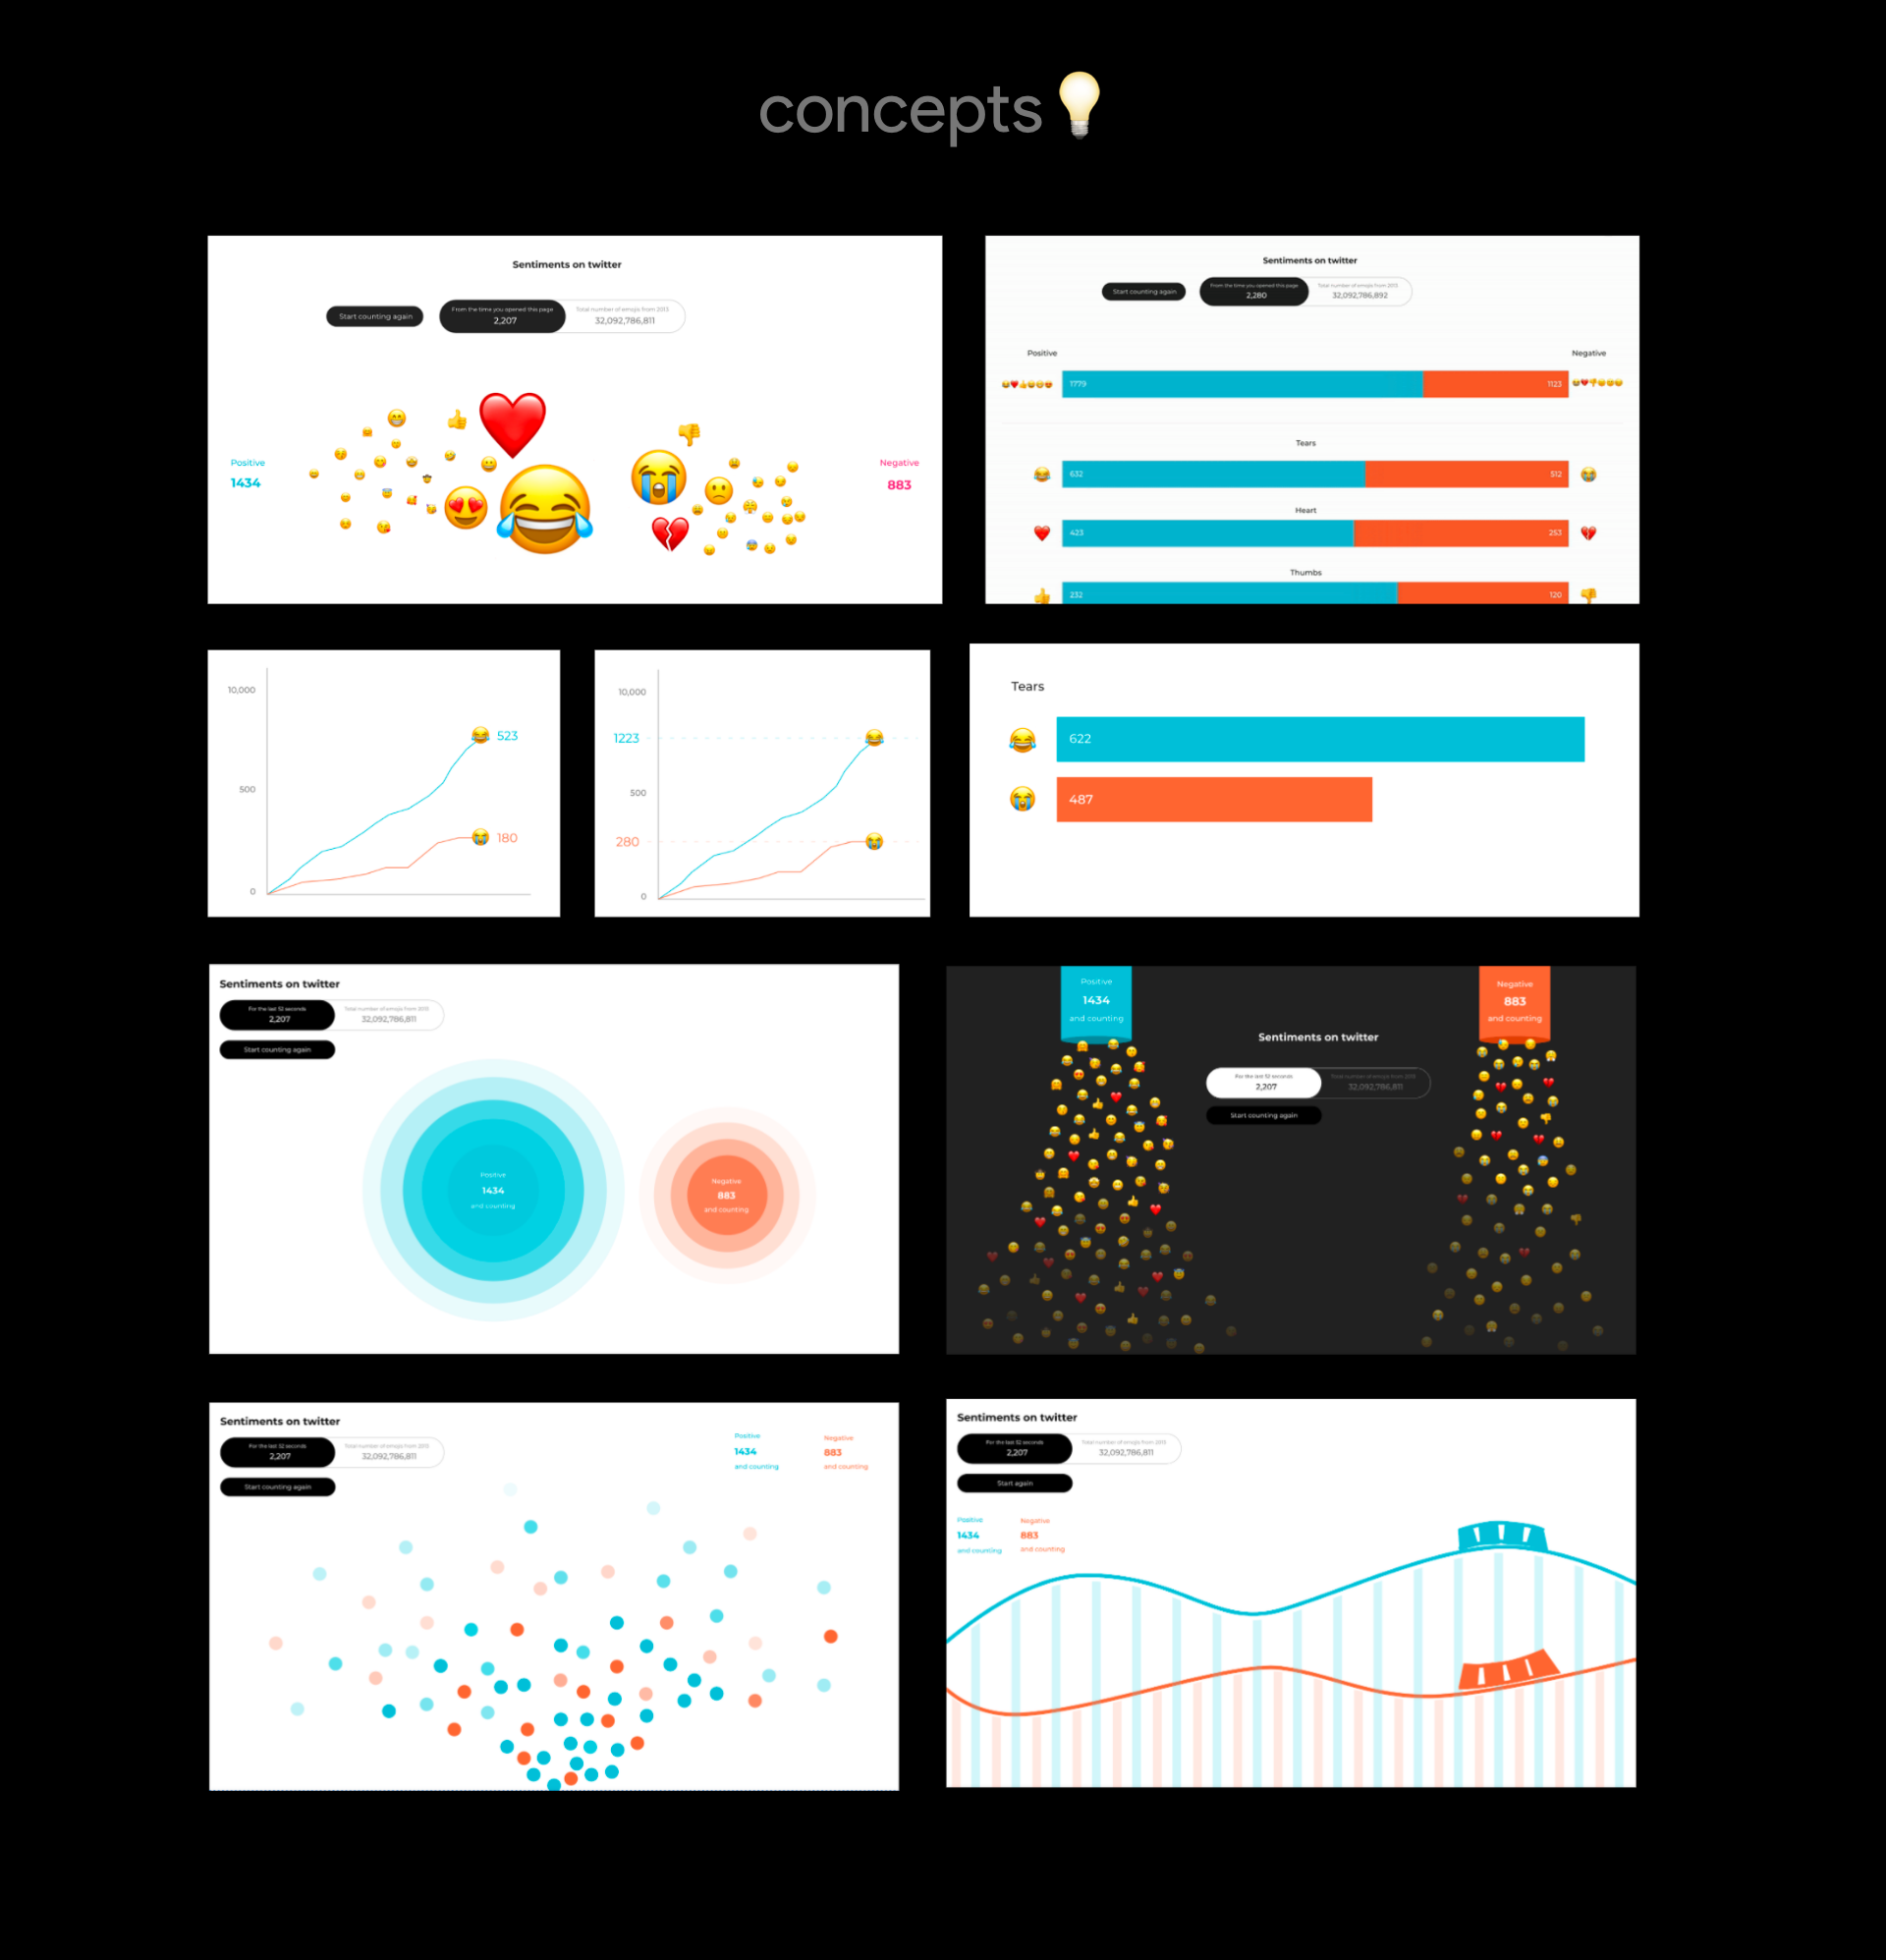 concepts
Sentiments on twitter
Start counting again
From the time you opened this page
2,207
Total number of emojis from 2013
32,092,786,811
Positive
1434
Negative
883
Sentiments on twitter
Start counting again
From the time you opened this page
2,280
Total number of emojis from 2013
32,092,786,892
Positive
Negative
1779
1123
Tears
632
512
Heart
423
253
Thumbs
232
120
10,000
523
500
180
0
10,000
1223
500
280
0
Tears
622
487
Sentiments on twitter
For the last 52 seconds
2,207
Total number of emojis from 2013
32,092,786,811
Start counting again
Positive
1434
and counting
Negative
883
and counting
Positive
1434
and counting
Negative
883
and counting
Sentiments on twitter
For the last 52 seconds
2,207
Total number of emojis from 2013
32,092,786,811
Start counting again
Sentiments on twitter
For the last 52 seconds
2,207
Total number of emojis from 2013
32,092,786,811
Start counting again
Positive
1434
and counting
Negative
883
and counting
Sentiments on twitter
For the last 52 seconds
2,207
Total number of emojis from 2013
32,092,786,811
Start again
Positive
1434
and counting
Negative
883
and counting